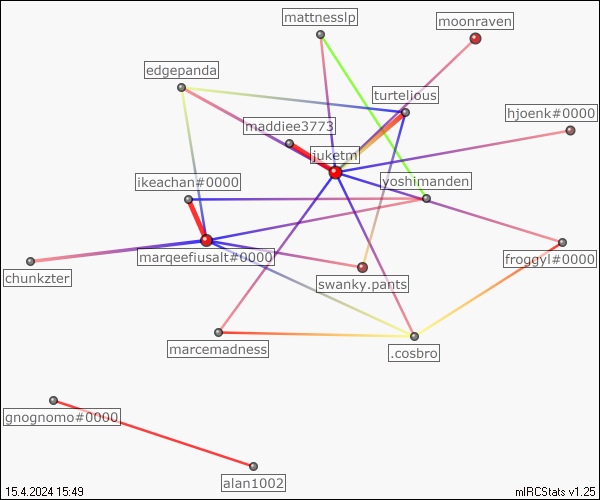 mattnesslp
moonraven
edgepanda
turtelious
hjoenk#0000
maddiee3773
juketm
ikeachan#0000
yoshimanden
marqeefiusalt#0000
froggyl#0000
chunkzter
swanky.pants
marcemadness
.cosbro
gnognomo#0000
alan1002
15.4.2024 15:49
mIRCStats v1.25